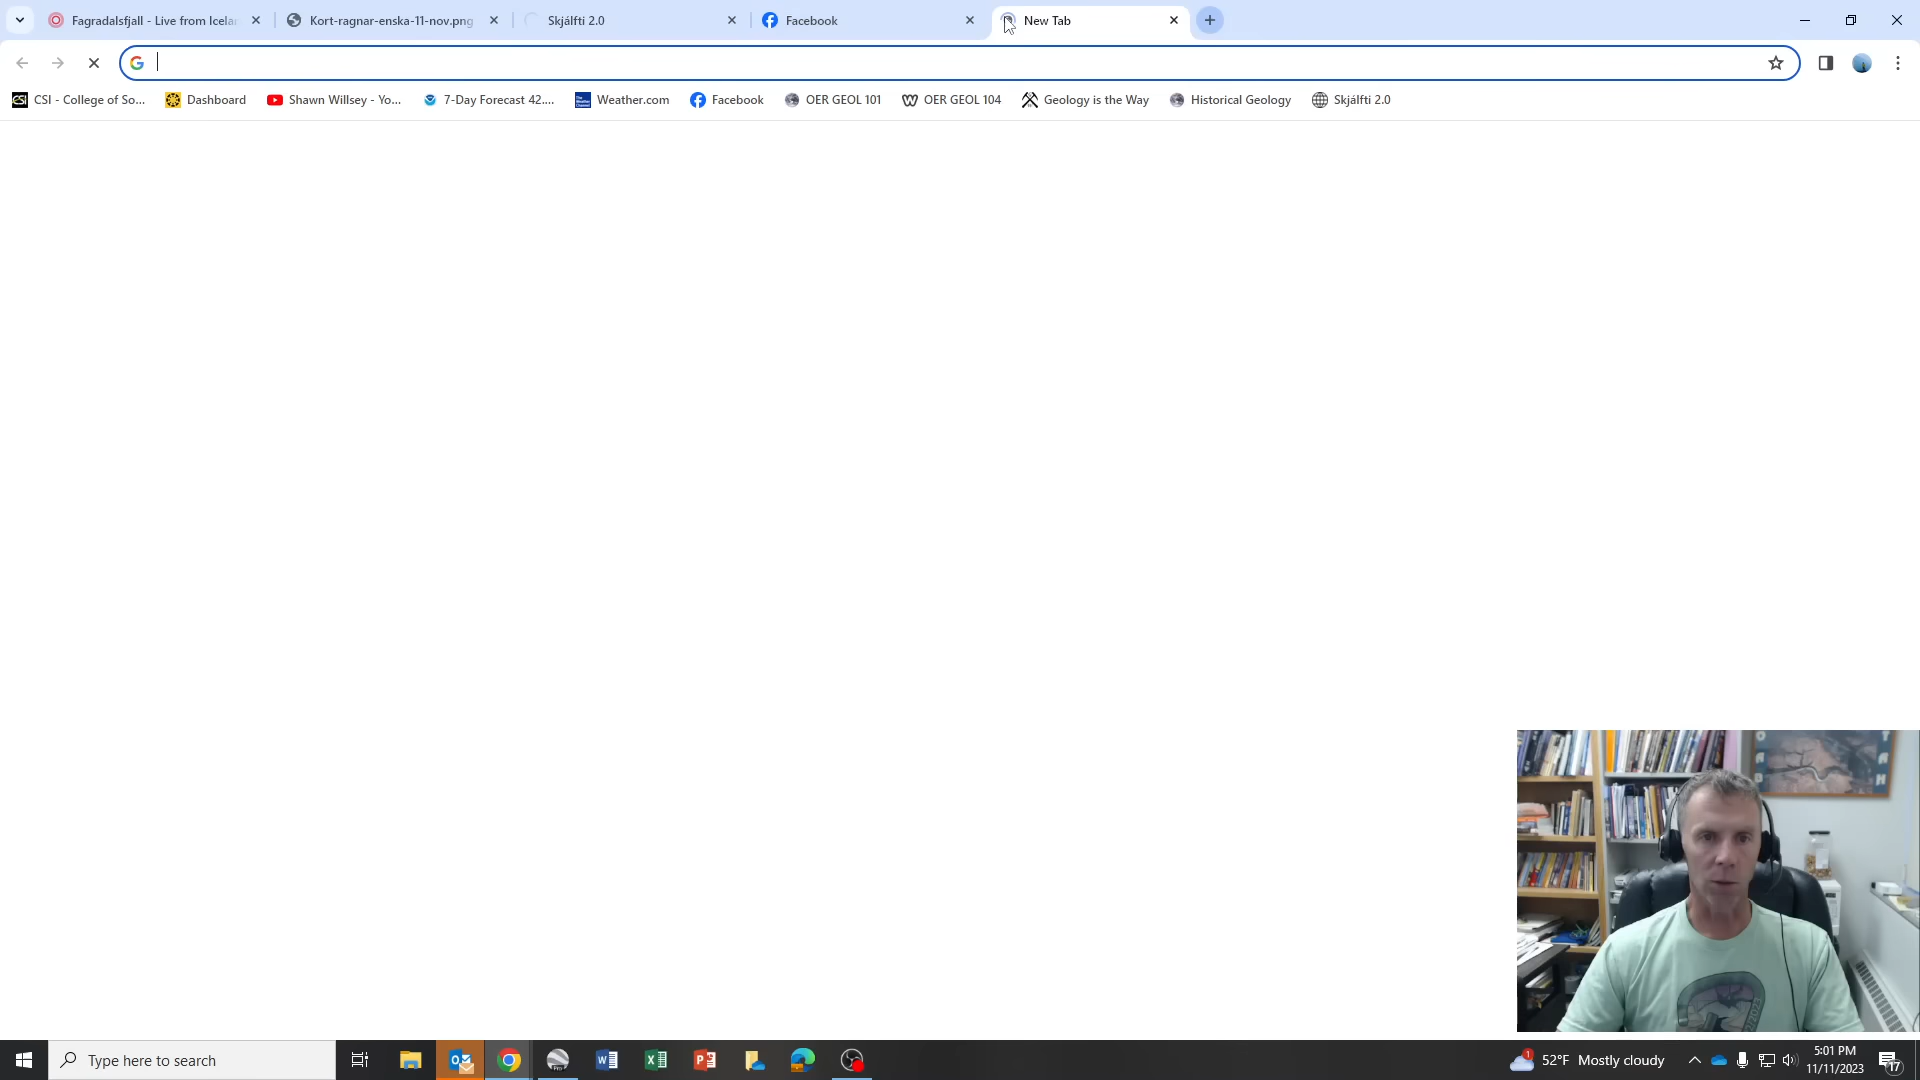 Fagradalsfjall - Live from Icela
Kort-ragnar-enska-11-nov.png
Skjálfti 2.0
Facebook
New Tab
CSI - College of So...
Dashboard
Shawn Willsey - Yo...
7-Day Forecast 42....
Weather.com
Facebook
OER GEOL 101
OER GEOL 104
Geology is the Way
Historical Geology
Skjálfti 2.0
Type here to search
1
52°F Mostly cloudy
5:01 PM
11/11/2023
17